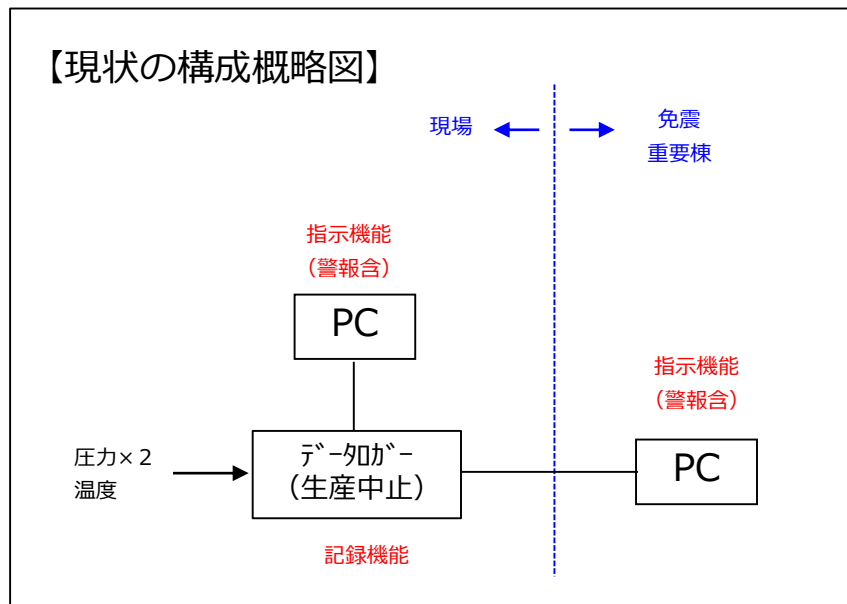 【現状の構成概略図】
現場
免震
重要棟
指示機能
（警報含）
PC
指示機能
（警報含）
圧力×２
温度
ﾃﾞｰﾀﾛｶﾞｰ
（生産中止）
PC
記録機能